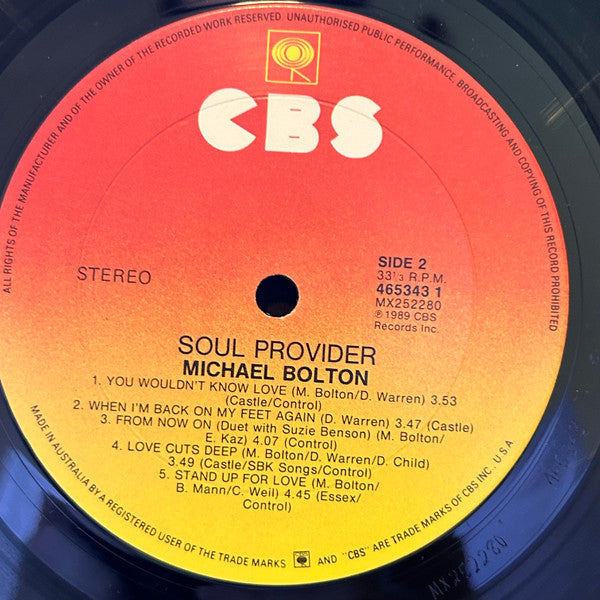 ALL RIGHTS OF THE MANUFACTURER AND OF THE OWNER OF THE RECORDED WORK RESERVED. UNAUTHORISED PUBLIC PERFORMANCE, BROADCASTING AND COPYING OF THIS RECORD PROHIBITED
CBS
STEREO
SIDE 2
33⅓ R.P.M.
465343 1
MX252280
℗ 1989 CBS
Records Inc.
SOUL PROVIDER
MICHAEL BOLTON
1. YOU WOULDN'T KNOW LOVE (M. Bolton/D. Warren) 3.53
(Castle/Control)
2. WHEN I'M BACK ON MY FEET AGAIN (D. Warren) 3.47 (Castle)
3. FROM NOW ON (Duet with Suzie Benson) (M. Bolton/
E. Kaz) 4.07 (Control)
4. LOVE CUTS DEEP (M. Bolton/D. Warren/D. Child)
3.49 (Castle/SBK Songs/Control)
5. STAND UP FOR LOVE (M. Bolton/
B. Mann/C. Weil) 4.45 (Essex/
Control)
MADE IN AUSTRALIA BY A REGISTERED USER OF THE TRADE MARKS AND "CBS" ARE TRADE MARKS OF CBS INC. U.S.A.
MX252280